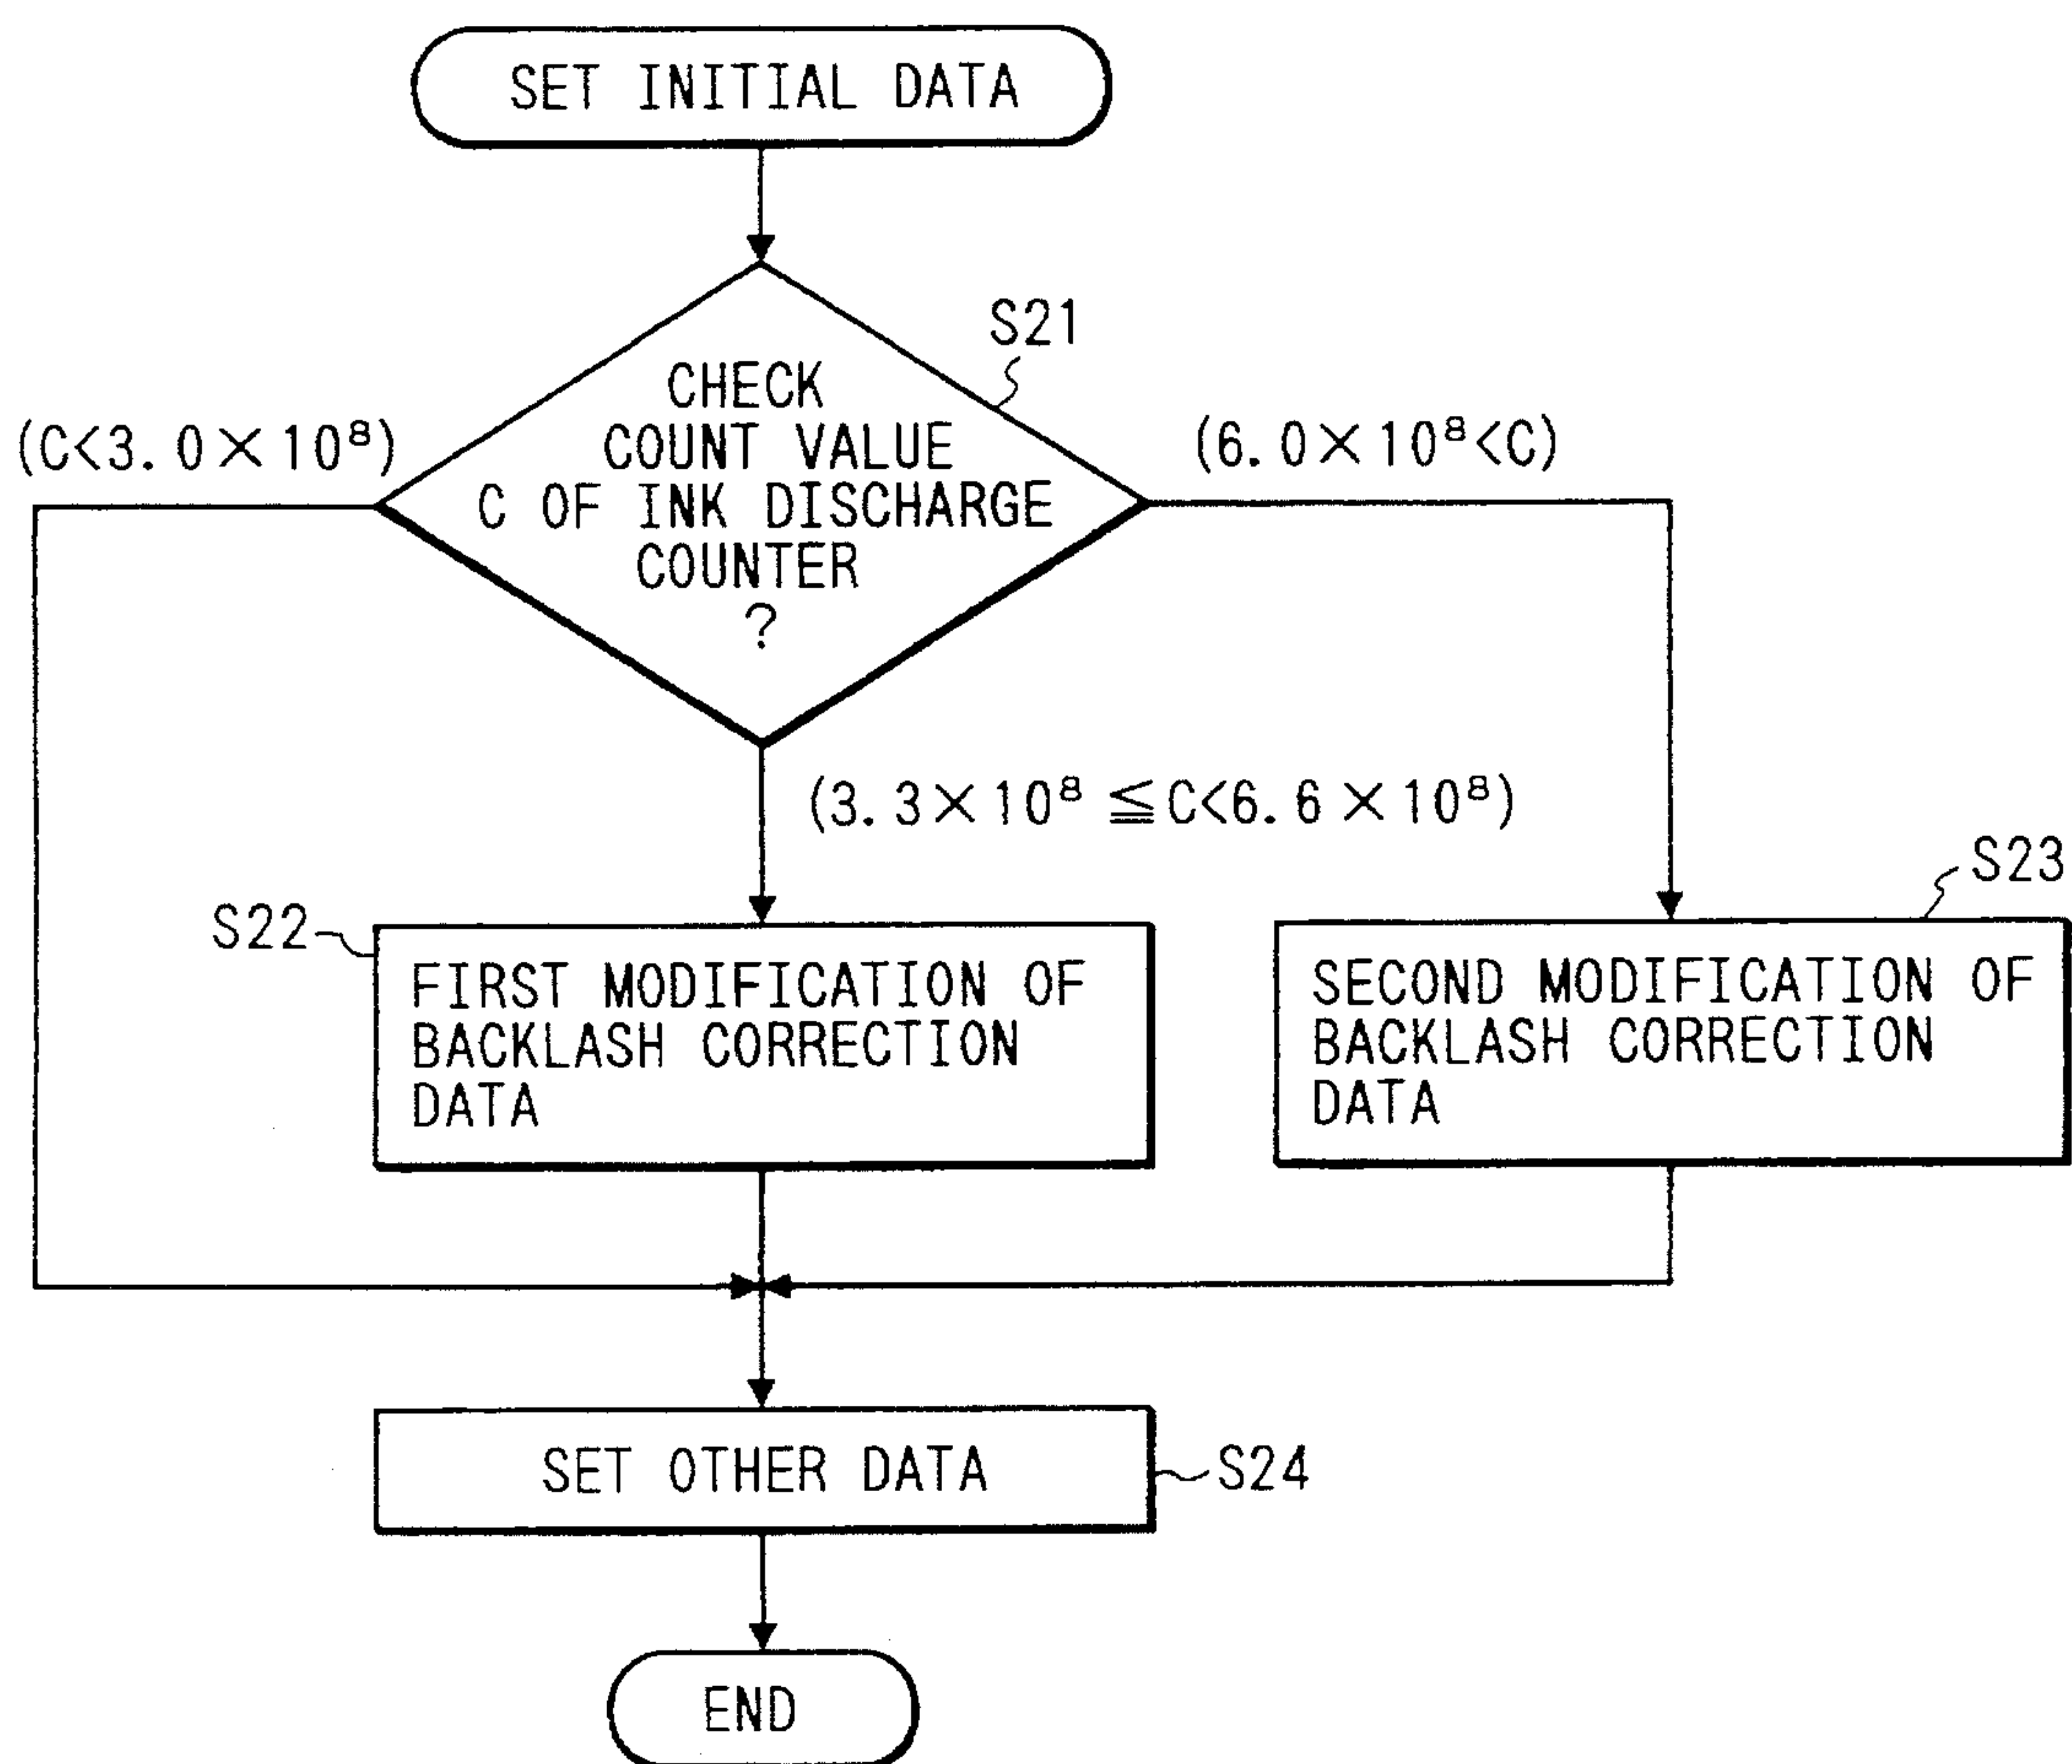 SET INITIAL DATA
S21
CHECK
COUNT VALUE
C OF INK DISCHARGE
COUNTER
?
(C<3.0×10⁸)
(6.0×10⁸<C)
(3.3×10⁸≦C<6.6×10⁸)
S22
FIRST MODIFICATION OF
BACKLASH CORRECTION
DATA
S23
SECOND MODIFICATION OF
BACKLASH CORRECTION
DATA
SET OTHER DATA
S24
END